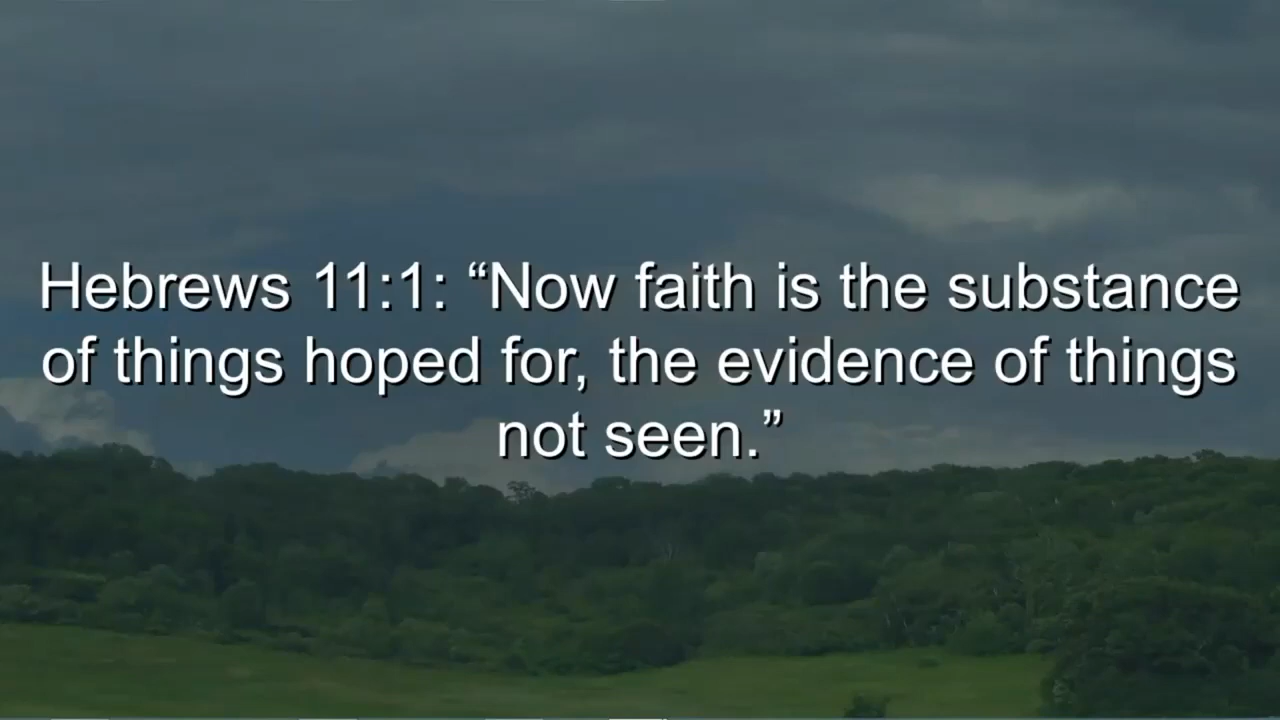 Hebrews 11:1: “Now faith is the substance
of things hoped for, the evidence of things
not seen.”